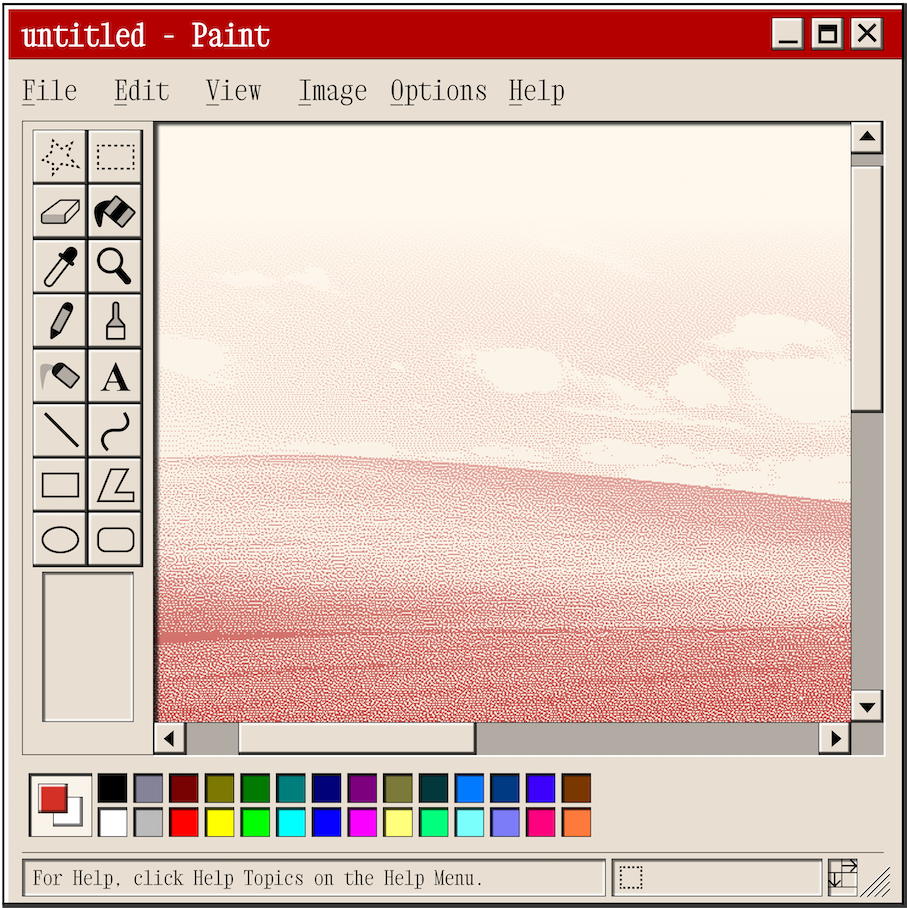 untitled - Paint
File Edit View Image Options Help
A
For Help, click Help Topics on the Help Menu.